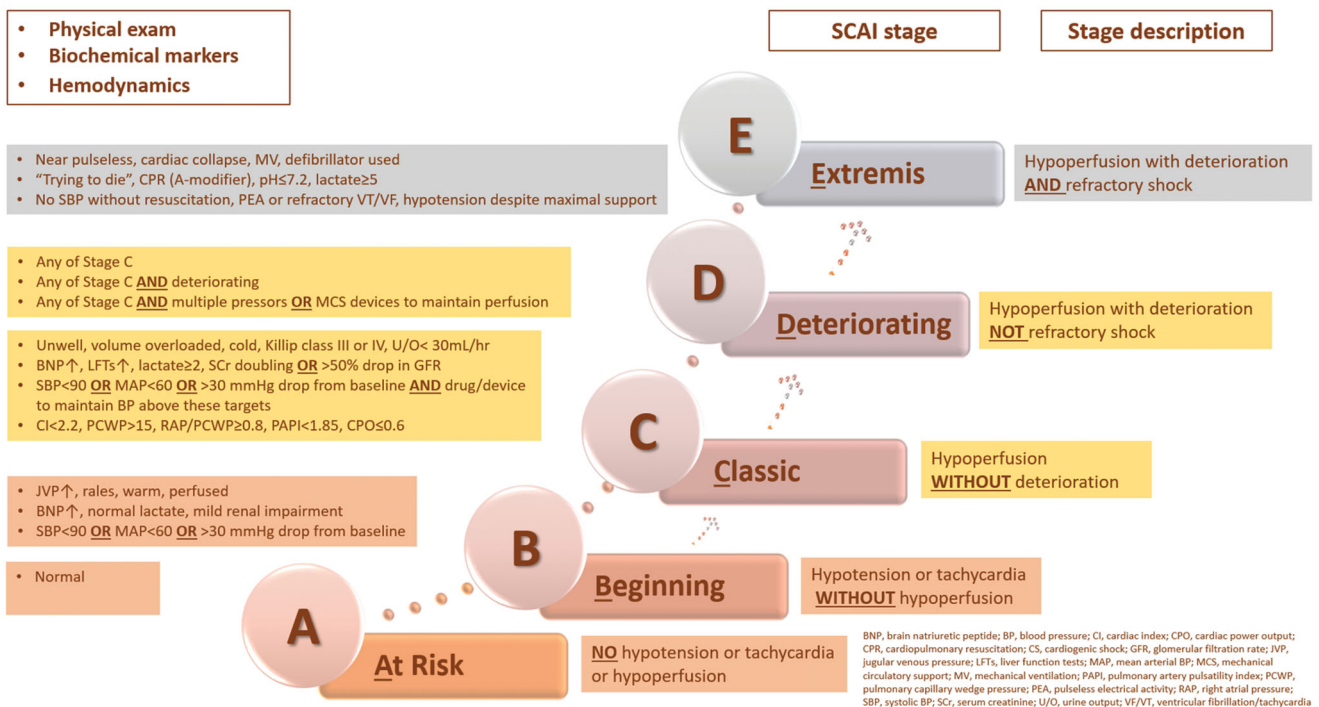 • Physical exam
• Biochemical markers
• Hemodynamics
SCAI stage
Stage description
• Near pulseless, cardiac collapse, MV, defibrillator used
• “Trying to die”, CPR (A-modifier), pH≤7.2, lactate≥5
• No SBP without resuscitation, PEA or refractory VT/VF, hypotension despite maximal support
E
Extremis
Hypoperfusion with deterioration
AND refractory shock
• Any of Stage C
• Any of Stage C AND deteriorating
• Any of Stage C AND multiple pressors OR MCS devices to maintain perfusion
D
Deteriorating
Hypoperfusion with deterioration
NOT refractory shock
• Unwell, volume overloaded, cold, Killip class III or IV, U/O< 30mL/hr
• BNP↑, LFTs↑, lactate≥2, SCr doubling OR >50% drop in GFR
• SBP<90 OR MAP<60 OR >30 mmHg drop from baseline AND drug/device
to maintain BP above these targets
• CI<2.2, PCWP>15, RAP/PCWP≥0.8, PAPI<1.85, CPO≤0.6
C
Classic
Hypoperfusion
WITHOUT deterioration
• JVP↑, rales, warm, perfused
• BNP↑, normal lactate, mild renal impairment
• SBP<90 OR MAP<60 OR >30 mmHg drop from baseline
B
Beginning
Hypotension or tachycardia
WITHOUT hypoperfusion
• Normal
A
At Risk
NO hypotension or tachycardia
or hypoperfusion
BNP, brain natriuretic peptide; BP, blood pressure; CI, cardiac index; CPO, cardiac power output;
CPR, cardiopulmonary resuscitation; CS, cardiogenic shock; GFR, glomerular filtration rate; JVP,
jugular venous pressure; LFTs, liver function tests; MAP, mean arterial BP; MCS, mechanical
circulatory support; MV, mechanical ventilation; PAPI, pulmonary artery pulsatility index; PCWP,
pulmonary capillary wedge pressure; PEA, pulseless electrical activity; RAP, right atrial pressure;
SBP, systolic BP; SCr, serum creatinine; U/O, urine output; VF/VT, ventricular fibrillation/tachycardia